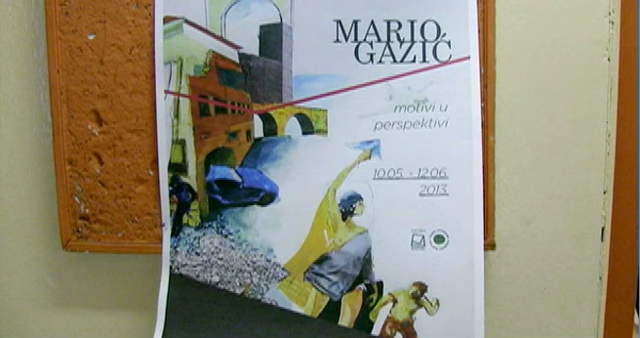 MARIO
GAZIĆ
motivi u
perspektivi
10.05. - 12.06.
2013.